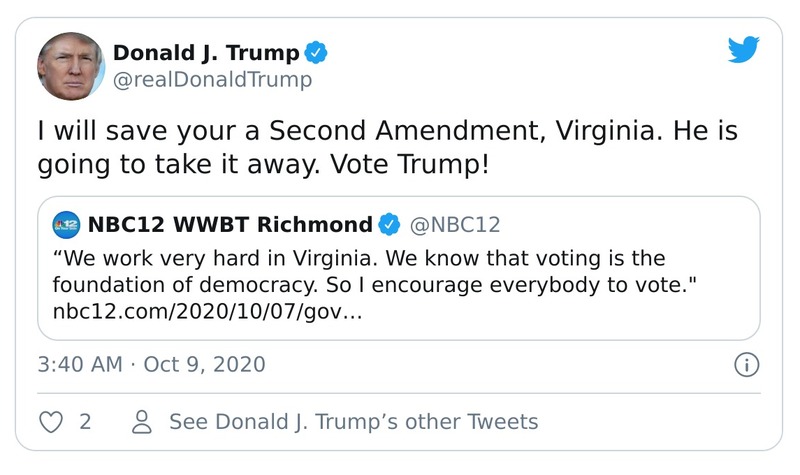 Donald J. Trump
@realDonaldTrump
I will save your a Second Amendment, Virginia. He is
going to take it away. Vote Trump!
NBC12 WWBT Richmond @NBC12
“We work very hard in Virginia. We know that voting is the
foundation of democracy. So I encourage everybody to vote."
nbc12.com/2020/10/07/gov…
3:40 AM · Oct 9, 2020
2 See Donald J. Trump’s other Tweets